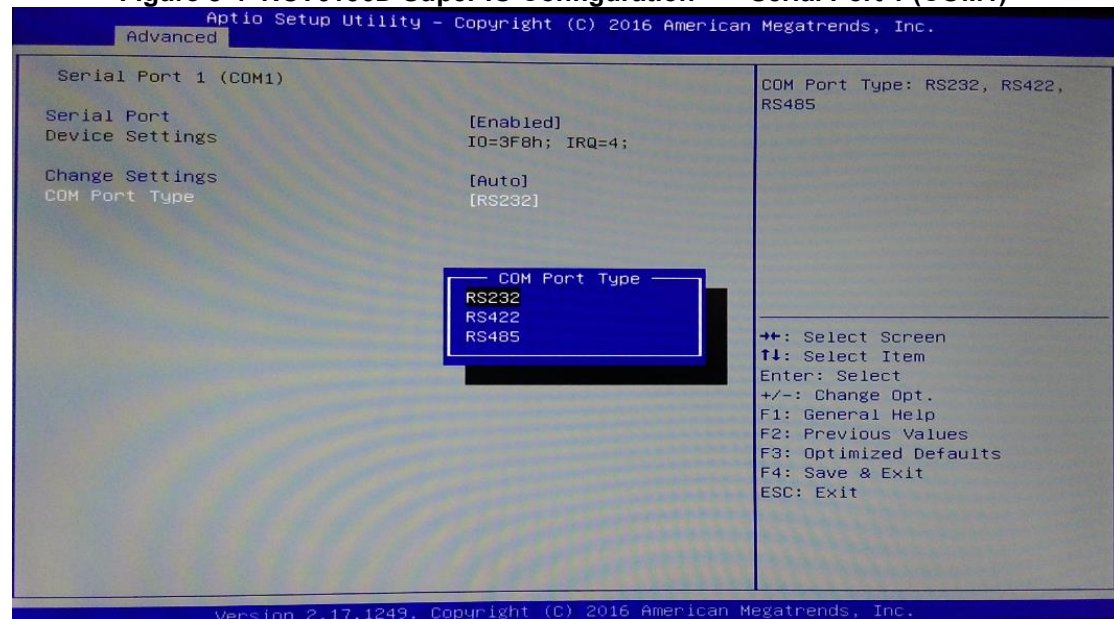 Aptio Setup Utility – Copyright (C) 2016 American Megatrends, Inc.
Advanced
Serial Port 1 (COM1)
Serial Port [Enabled]
Device Settings IO=3F8h; IRQ=4;
Change Settings [Auto]
COM Port Type [RS232]
COM Port Type
RS232
RS422
RS485
COM Port Type: RS232, RS422,
RS485
→←: Select Screen
↑↓: Select Item
Enter: Select
+/-: Change Opt.
F1: General Help
F2: Previous Values
F3: Optimized Defaults
F4: Save & Exit
ESC: Exit
Version 2.17.1249. Copyright (C) 2016 American Megatrends, Inc.